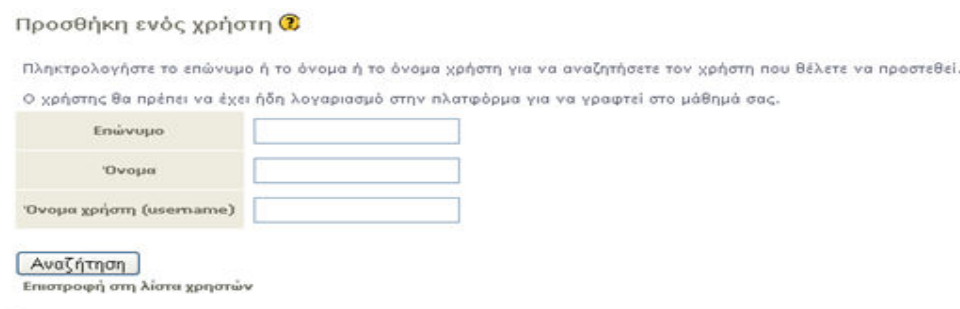 Προσθήκη ενός χρήστη
Πληκτρολογήστε το επώνυμο ή το όνομα ή το όνομα χρήστη για να αναζητήσετε τον χρήστη που θέλετε να προστεθεί.
Ο χρήστης θα πρέπει να έχει ήδη λογαριασμό στην πλατφόρμα για να γραφτεί στο μάθημά σας.
Επώνυμο
Όνομα
Όνομα χρήστη (username)
Αναζήτηση
Επιστροφή στη λίστα χρηστών